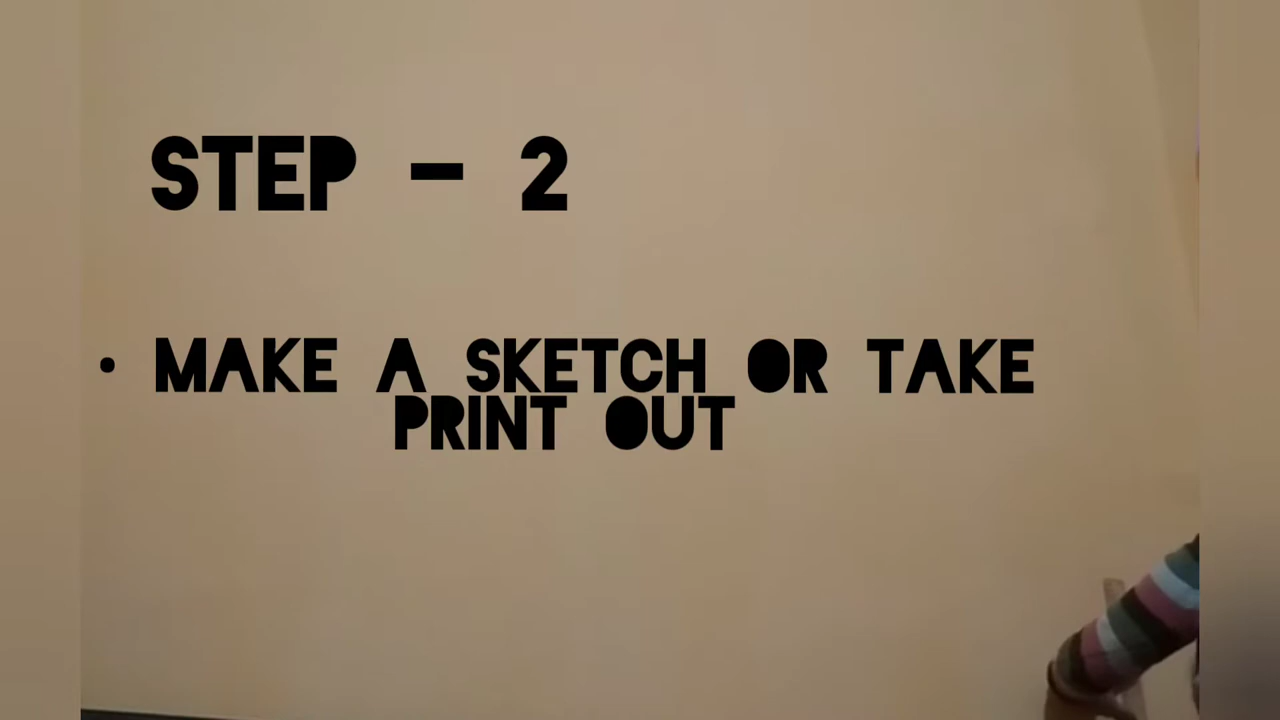 STEP - 2
• MAKE A SKETCH OR TAKE
PRINT OUT